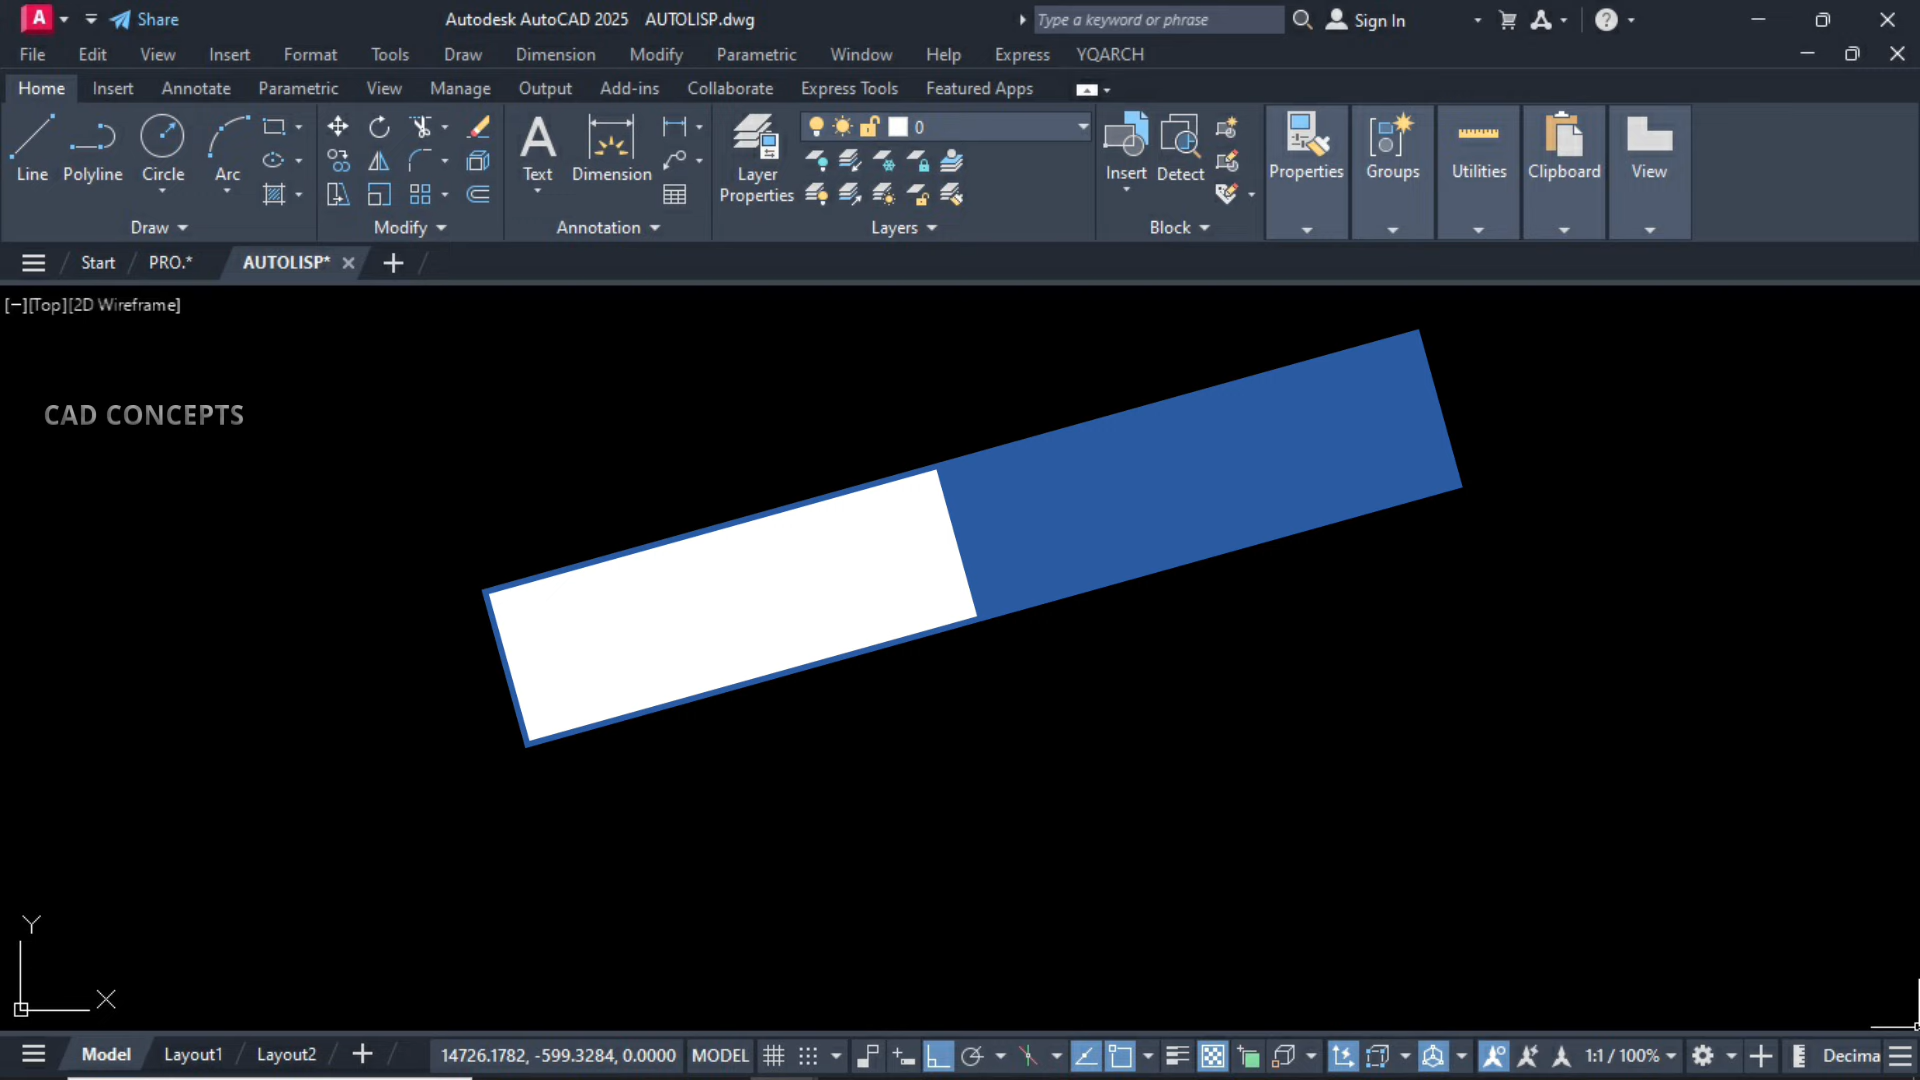 A Share Autodesk AutoCAD 2025 AUTOLISP.dwg Type a keyword or phrase Sign In
File Edit View Insert Format Tools Draw Dimension Modify Parametric Window Help Express YQARCH
Home Insert Annotate Parametric View Manage Output Add-ins Collaborate Express Tools Featured Apps
0
Line Polyline Circle Arc Text Dimension Layer Properties Insert Detect Properties Groups Utilities Clipboard View
Draw Modify Annotation Layers Block
Start PRO.* AUTOLISP*
[−][Top][2D Wireframe]
CAD CONCEPTS
Y
X
Model Layout1 Layout2 14726.1782, -599.3284, 0.0000 MODEL 1:1 / 100% Decima